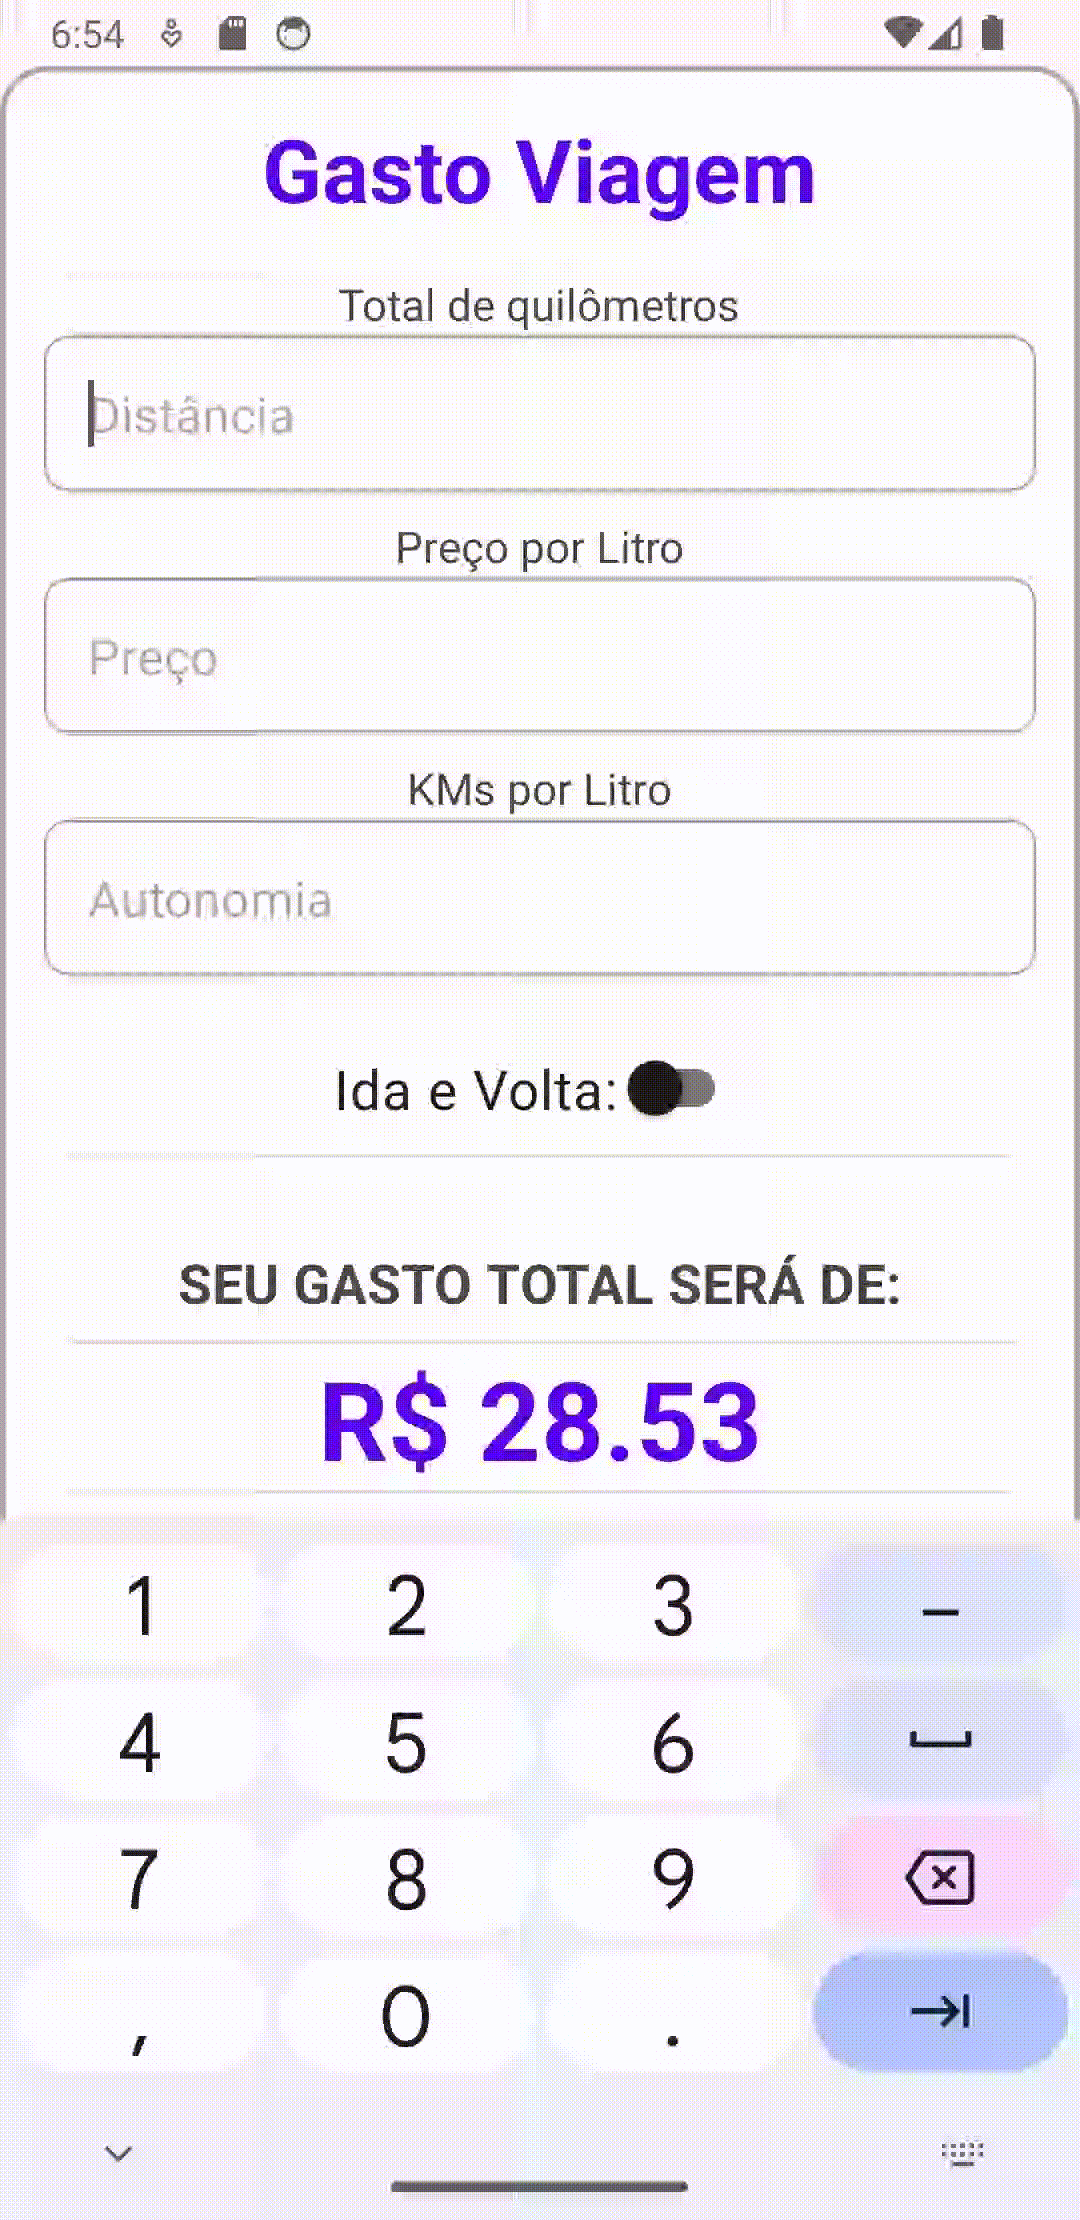 6:54
Gasto Viagem
Total de quilômetros
Distância
Preço por Litro
Preço
KMs por Litro
Autonomia
Ida e Volta:
SEU GASTO TOTAL SERÁ DE:
R$ 28.53
1 2 3 –
4 5 6
7 8 9
, 0 .